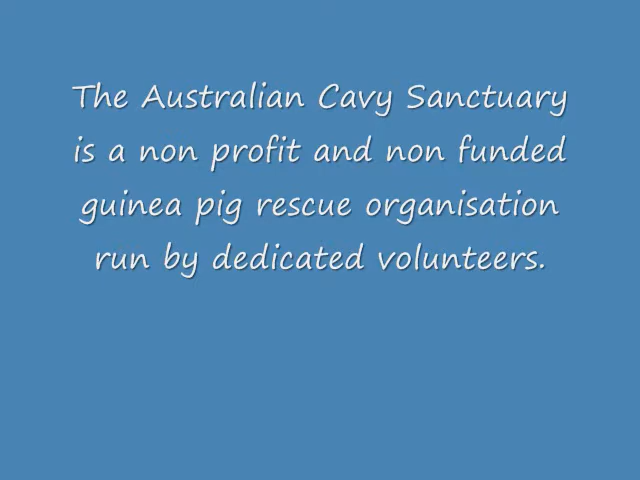 The Australian Cavy Sanctuary
is a non profit and non funded
guinea pig rescue organisation
run by dedicated volunteers.